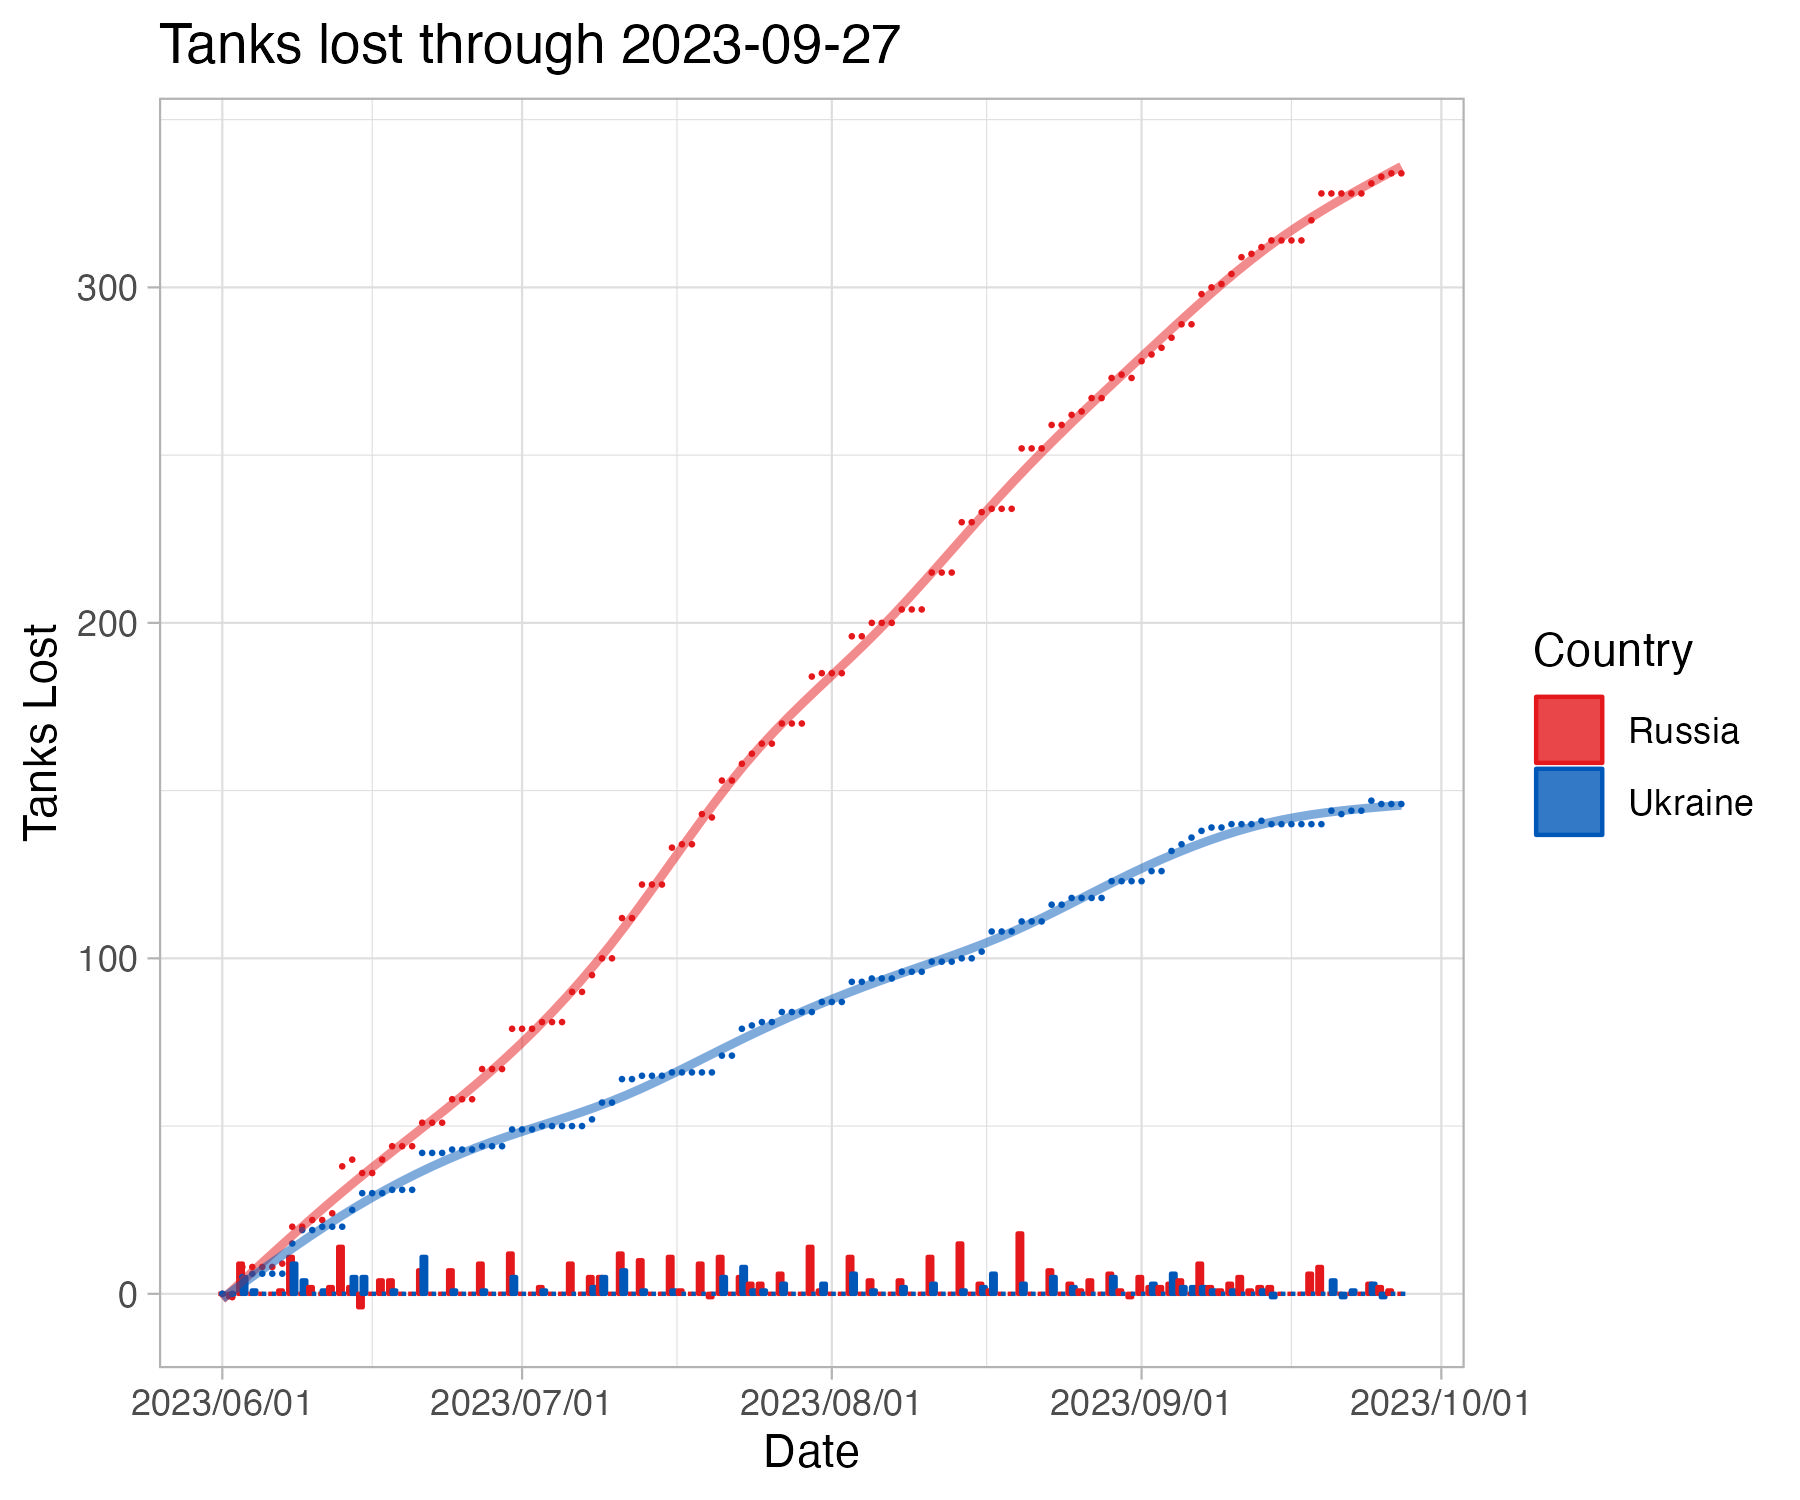 Tanks lost through 2023-09-27
Tanks Lost
300
200
100
0
2023/06/01
2023/07/01
2023/08/01
2023/09/01
2023/10/01
Date
Country
Russia
Ukraine